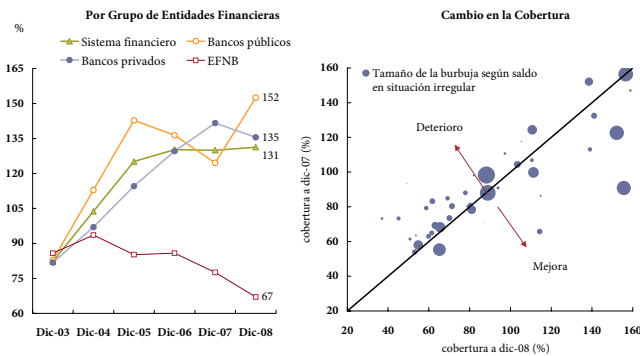 Por Grupo de Entidades Financieras
%
Sistema financiero
Bancos públicos
Bancos privados
EFNB
165
150
135
120
105
90
75
60
152
135
131
67
Dic-03 Dic-04 Dic-05 Dic-06 Dic-07 Dic-08
Cambio en la Cobertura
Tamaño de la burbuja según saldo
en situación irregular
Deterioro
Mejora
cobertura a dic-07 (%)
160
140
120
100
80
60
40
20
20 40 60 80 100 120 140 160
cobertura a dic-08 (%)